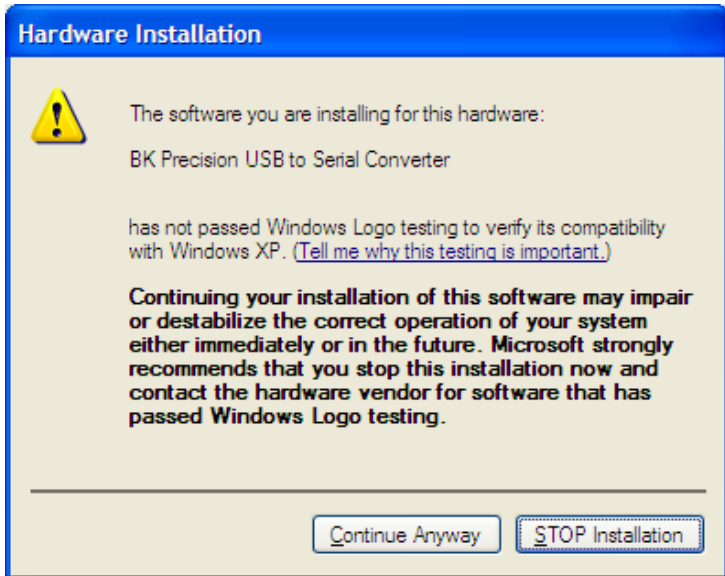 Hardware Installation
The software you are installing for this hardware:
BK Precision USB to Serial Converter
has not passed Windows Logo testing to verify its compatibility
with Windows XP. (Tell me why this testing is important.)
Continuing your installation of this software may impair
or destabilize the correct operation of your system
either immediately or in the future. Microsoft strongly
recommends that you stop this installation now and
contact the hardware vendor for software that has
passed Windows Logo testing.
Continue Anyway STOP Installation